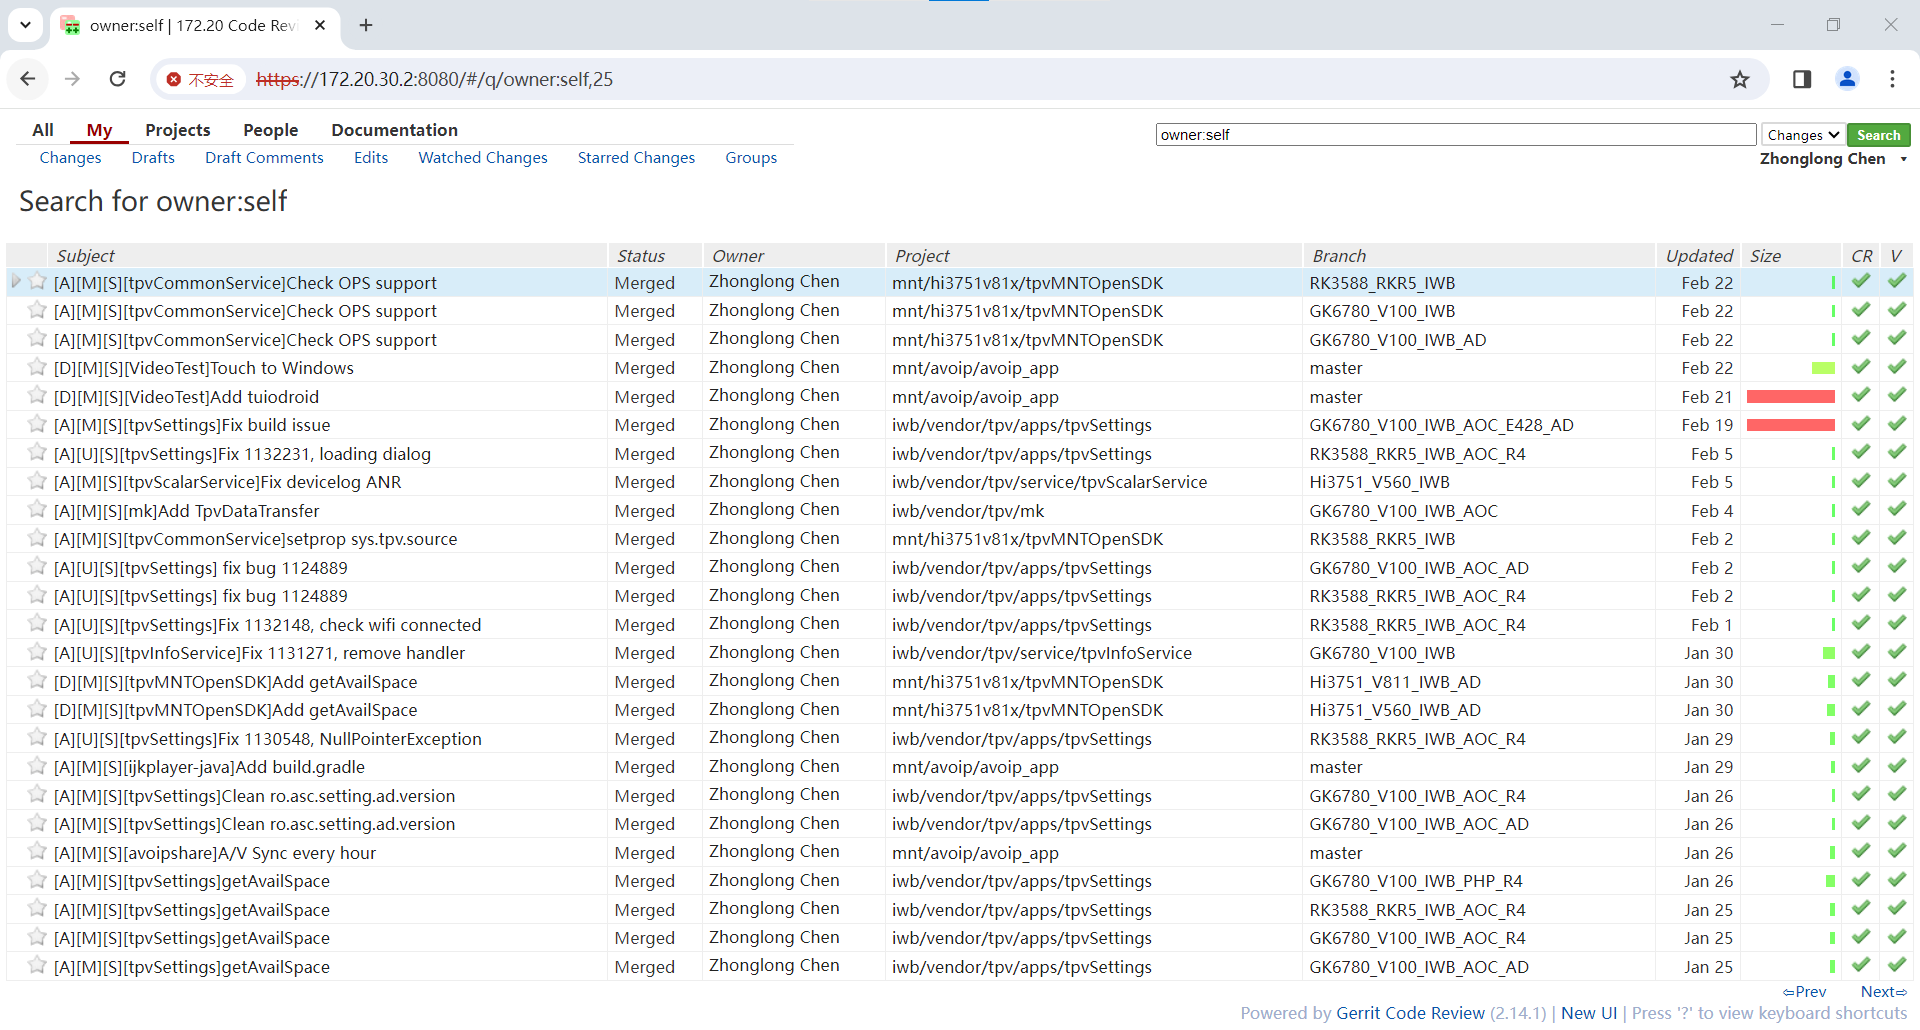 owner:self | 172.20 Code Revi
不安全 https://172.20.30.2:8080/#/q/owner:self,25
All My Projects People Documentation
owner:self Changes Search
Changes Drafts Draft Comments Edits Watched Changes Starred Changes Groups
Zhonglong Chen
Search for owner:self
Subject Status Owner Project Branch Updated Size CR V
[A][M][S][tpvCommonService]Check OPS support Merged Zhonglong Chen mnt/hi3751v81x/tpvMNTOpenSDK RK3588_RKR5_IWB Feb 22
[A][M][S][tpvCommonService]Check OPS support Merged Zhonglong Chen mnt/hi3751v81x/tpvMNTOpenSDK GK6780_V100_IWB Feb 22
[A][M][S][tpvCommonService]Check OPS support Merged Zhonglong Chen mnt/hi3751v81x/tpvMNTOpenSDK GK6780_V100_IWB_AD Feb 22
[D][M][S][VideoTest]Touch to Windows Merged Zhonglong Chen mnt/avoip/avoip_app master Feb 22
[D][M][S][VideoTest]Add tuiodroid Merged Zhonglong Chen mnt/avoip/avoip_app master Feb 21
[A][M][S][tpvSettings]Fix build issue Merged Zhonglong Chen iwb/vendor/tpv/apps/tpvSettings GK6780_V100_IWB_AOC_E428_AD Feb 19
[A][U][S][tpvSettings]Fix 1132231, loading dialog Merged Zhonglong Chen iwb/vendor/tpv/apps/tpvSettings RK3588_RKR5_IWB_AOC_R4 Feb 5
[A][M][S][tpvScalarService]Fix devicelog ANR Merged Zhonglong Chen iwb/vendor/tpv/service/tpvScalarService Hi3751_V560_IWB Feb 5
[A][M][S][mk]Add TpvDataTransfer Merged Zhonglong Chen iwb/vendor/tpv/mk GK6780_V100_IWB_AOC Feb 4
[A][M][S][tpvCommonService]setprop sys.tpv.source Merged Zhonglong Chen mnt/hi3751v81x/tpvMNTOpenSDK RK3588_RKR5_IWB Feb 2
[A][U][S][tpvSettings] fix bug 1124889 Merged Zhonglong Chen iwb/vendor/tpv/apps/tpvSettings GK6780_V100_IWB_AOC_AD Feb 2
[A][U][S][tpvSettings] fix bug 1124889 Merged Zhonglong Chen iwb/vendor/tpv/apps/tpvSettings RK3588_RKR5_IWB_AOC_R4 Feb 2
[A][U][S][tpvSettings]Fix 1132148, check wifi connected Merged Zhonglong Chen iwb/vendor/tpv/apps/tpvSettings RK3588_RKR5_IWB_AOC_R4 Feb 1
[A][U][S][tpvInfoService]Fix 1131271, remove handler Merged Zhonglong Chen iwb/vendor/tpv/service/tpvInfoService GK6780_V100_IWB Jan 30
[D][M][S][tpvMNTOpenSDK]Add getAvailSpace Merged Zhonglong Chen mnt/hi3751v81x/tpvMNTOpenSDK Hi3751_V811_IWB_AD Jan 30
[D][M][S][tpvMNTOpenSDK]Add getAvailSpace Merged Zhonglong Chen mnt/hi3751v81x/tpvMNTOpenSDK Hi3751_V560_IWB_AD Jan 30
[A][U][S][tpvSettings]Fix 1130548, NullPointerException Merged Zhonglong Chen iwb/vendor/tpv/apps/tpvSettings RK3588_RKR5_IWB_AOC_R4 Jan 29
[A][M][S][ijkplayer-java]Add build.gradle Merged Zhonglong Chen mnt/avoip/avoip_app master Jan 29
[A][M][S][tpvSettings]Clean ro.asc.setting.ad.version Merged Zhonglong Chen iwb/vendor/tpv/apps/tpvSettings GK6780_V100_IWB_AOC_R4 Jan 26
[A][M][S][tpvSettings]Clean ro.asc.setting.ad.version Merged Zhonglong Chen iwb/vendor/tpv/apps/tpvSettings GK6780_V100_IWB_AOC_AD Jan 26
[A][M][S][avoipshare]A/V Sync every hour Merged Zhonglong Chen mnt/avoip/avoip_app master Jan 26
[A][M][S][tpvSettings]getAvailSpace Merged Zhonglong Chen iwb/vendor/tpv/apps/tpvSettings GK6780_V100_IWB_PHP_R4 Jan 26
[A][M][S][tpvSettings]getAvailSpace Merged Zhonglong Chen iwb/vendor/tpv/apps/tpvSettings RK3588_RKR5_IWB_AOC_R4 Jan 25
[A][M][S][tpvSettings]getAvailSpace Merged Zhonglong Chen iwb/vendor/tpv/apps/tpvSettings GK6780_V100_IWB_AOC_R4 Jan 25
[A][M][S][tpvSettings]getAvailSpace Merged Zhonglong Chen iwb/vendor/tpv/apps/tpvSettings GK6780_V100_IWB_AOC_AD Jan 25
⇦Prev Next⇨
Powered by Gerrit Code Review (2.14.1) | New UI | Press '?' to view keyboard shortcuts